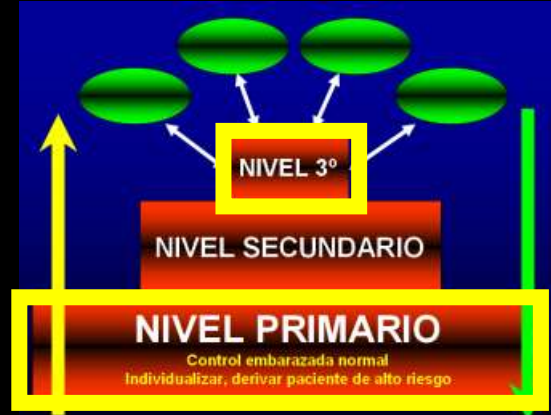 NIVEL 3º
NIVEL SECUNDARIO
NIVEL PRIMARIO
Control embarazada normal
Individualizar, derivar paciente de alto riesgo